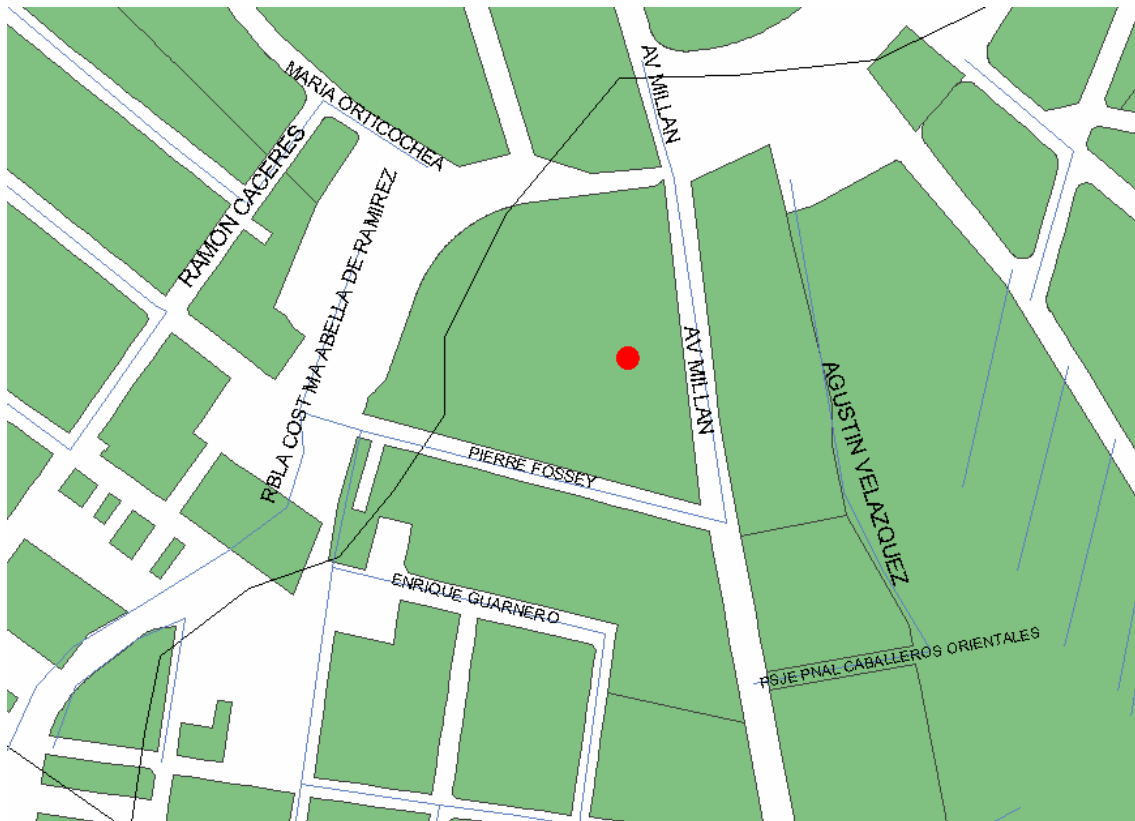 AV MILLAN
MARIA ORTICOCHEA
RAMON CACERES
RBLA COST MA ABELLA DE RAMIREZ
AV MILLAN
AGUSTIN VELAZQUEZ
PIERRE FOSSEY
ENRIQUE GUARNERO
PSJE PNAL CABALLEROS ORIENTALES